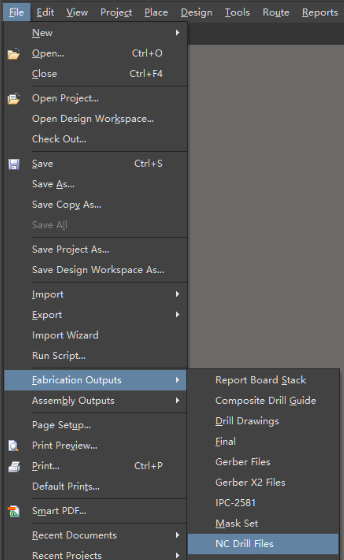 File Edit View Project Place Design Tools Route Reports
New
Open... Ctrl+O
Close Ctrl+F4
Open Project...
Open Design Workspace...
Check Out...
Save Ctrl+S
Save As...
Save Copy As...
Save All
Save Project As...
Save Design Workspace As...
Import
Export
Import Wizard
Run Script...
Fabrication Outputs
Report Board Stack
Assembly Outputs
Composite Drill Guide
Drill Drawings
Page Setup...
Final
Print Preview...
Gerber Files
Print... Ctrl+P
Gerber X2 Files
Default Prints...
IPC-2581
Smart PDF...
Mask Set
Recent Documents
NC Drill Files
Recent Projects